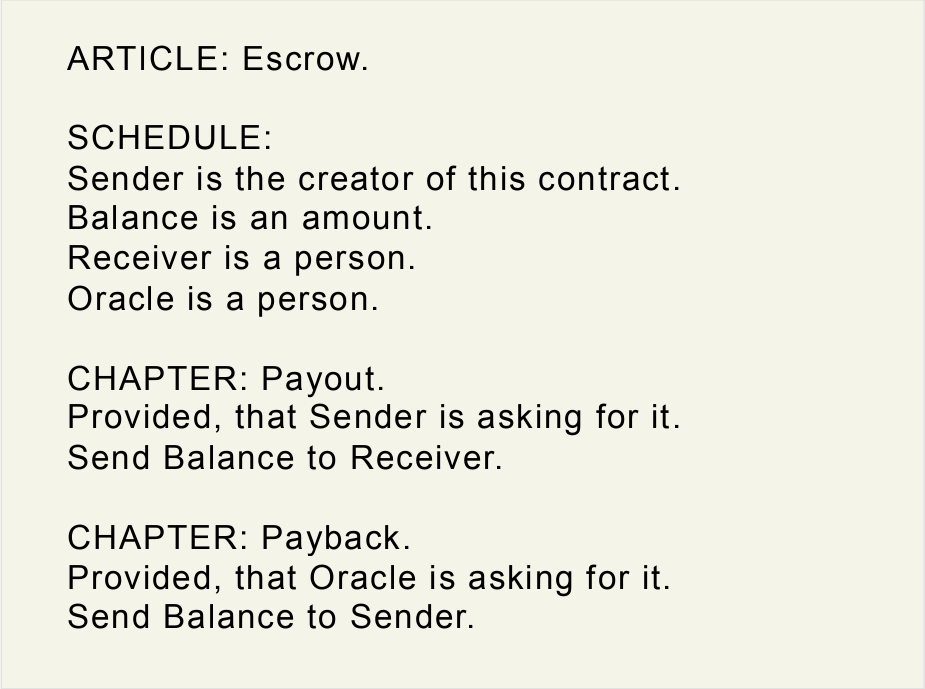 ARTICLE: Escrow.
SCHEDULE:
Sender is the creator of this contract.
Balance is an amount.
Receiver is a person.
Oracle is a person.
CHAPTER: Payout.
Provided, that Sender is asking for it.
Send Balance to Receiver.
CHAPTER: Payback.
Provided, that Oracle is asking for it.
Send Balance to Sender.